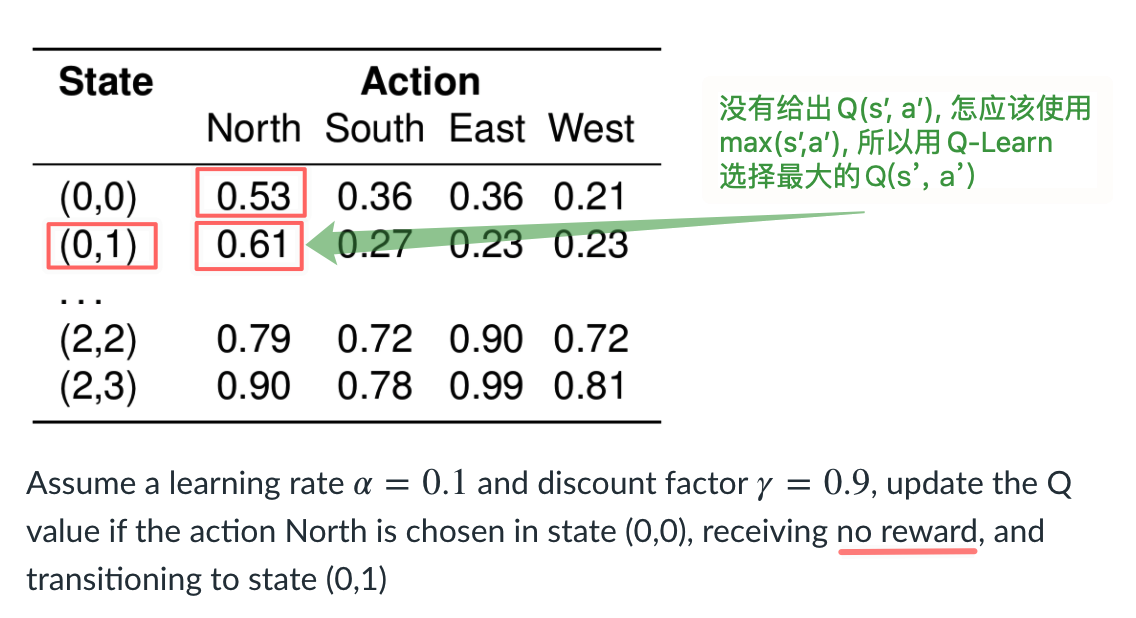 State Action
North South East West
没有给出 Q(s', a'), 怎应该使用
max(s',a'), 所以用 Q-Learn
选择最大的 Q(s’, a’)
(0,0) 0.53 0.36 0.36 0.21
(0,1) 0.61 0.27 0.23 0.23
. . .
(2,2) 0.79 0.72 0.90 0.72
(2,3) 0.90 0.78 0.99 0.81
Assume a learning rate α = 0.1 and discount factor γ = 0.9, update the Q
value if the action North is chosen in state (0,0), receiving no reward, and
transitioning to state (0,1)